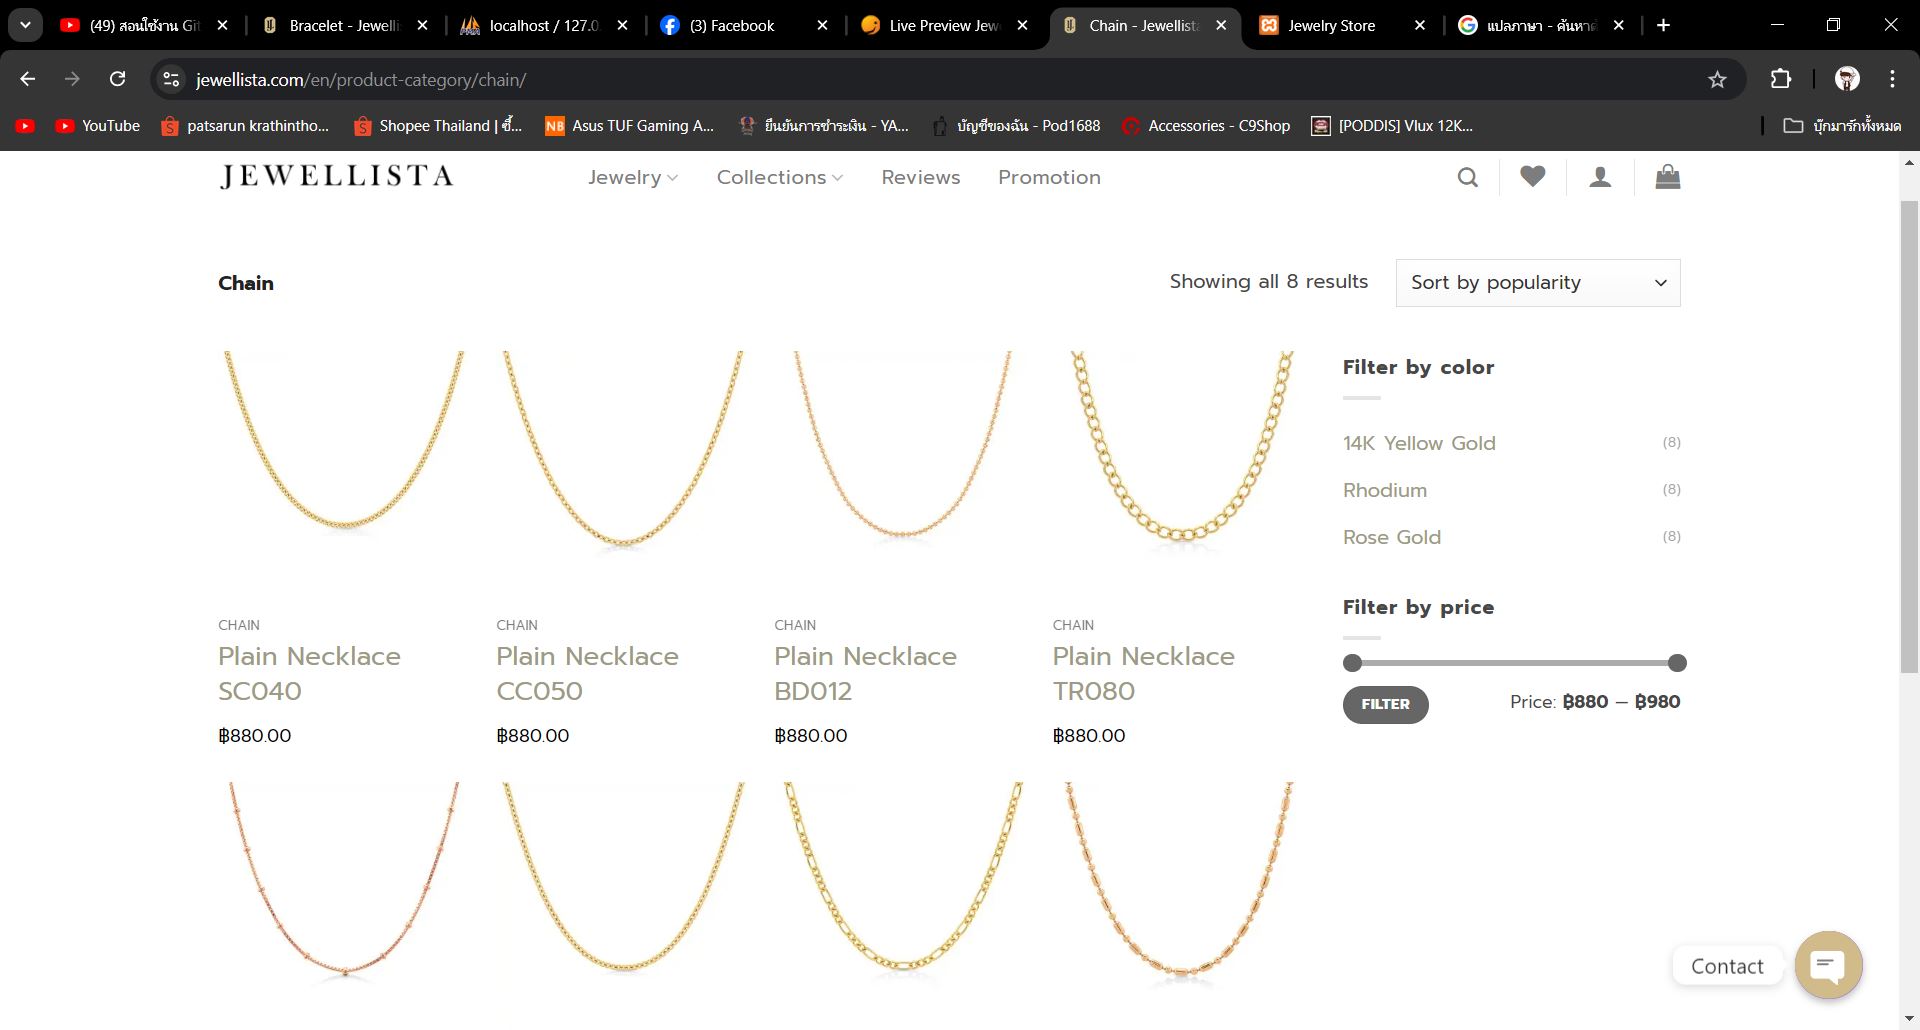 (49) สอนใช้งาน Git
Bracelet - Jewelli
localhost / 127.0
(3) Facebook
Live Preview Jew
Chain - Jewellista
Jewelry Store
แปลภาษา - ค้นหาด้
jewellista.com/en/product-category/chain/
YouTube
patsarun krathintho...
Shopee Thailand | ซื้...
NB Asus TUF Gaming A...
ยืนยันการชำระเงิน - YA...
บัญชีของฉัน - Pod1688
Accessories - C9Shop
[PODDIS] Vlux 12K...
บุ๊กมาร์กทั้งหมด
JEWELLISTA
Jewelry
Collections
Reviews
Promotion
Chain
Showing all 8 results
Sort by popularity
Filter by color
14K Yellow Gold (8)
Rhodium (8)
Rose Gold (8)
Filter by price
FILTER
Price: ฿880 — ฿980
CHAIN
Plain Necklace
SC040
฿880.00
CHAIN
Plain Necklace
CC050
฿880.00
CHAIN
Plain Necklace
BD012
฿880.00
CHAIN
Plain Necklace
TR080
฿880.00
Contact